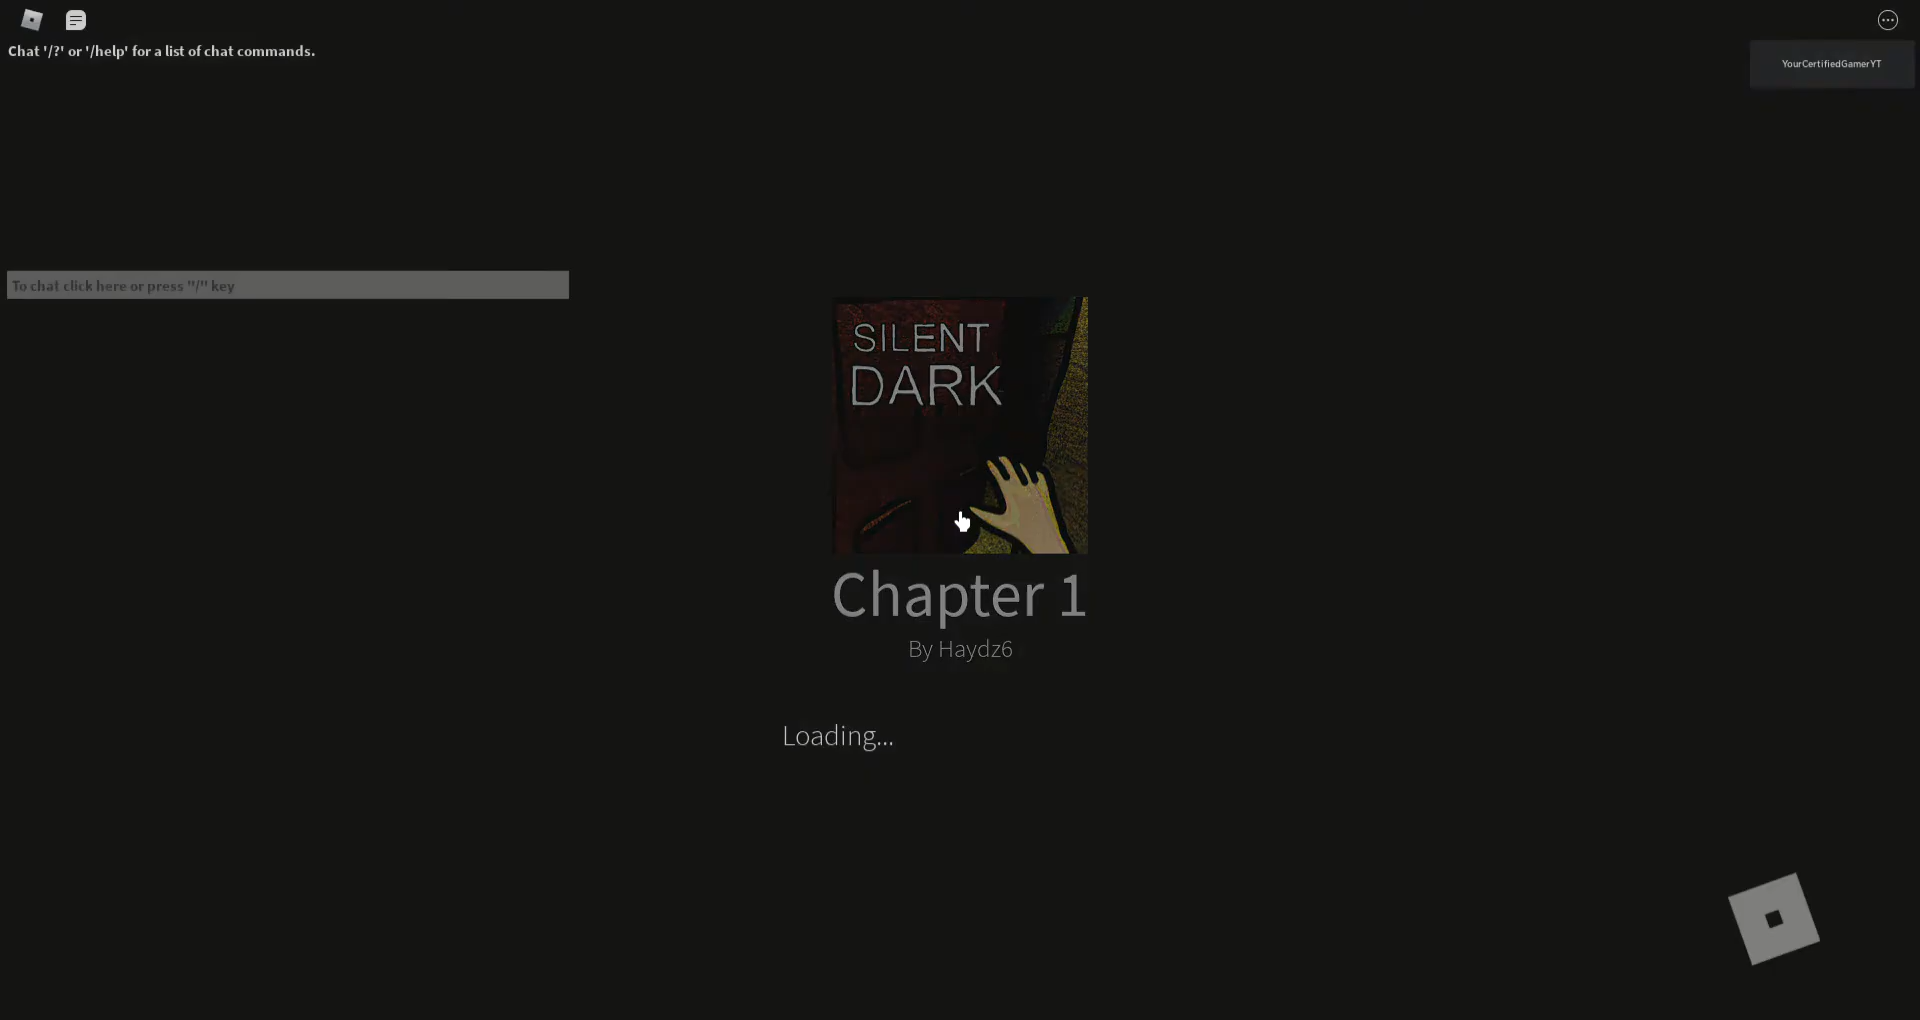 Chat '/?' or '/help' for a list of chat commands.
YourCertifiedGamerYT
To chat click here or press "/" key
SILENT
DARK
Chapter 1
By Haydz6
Loading...